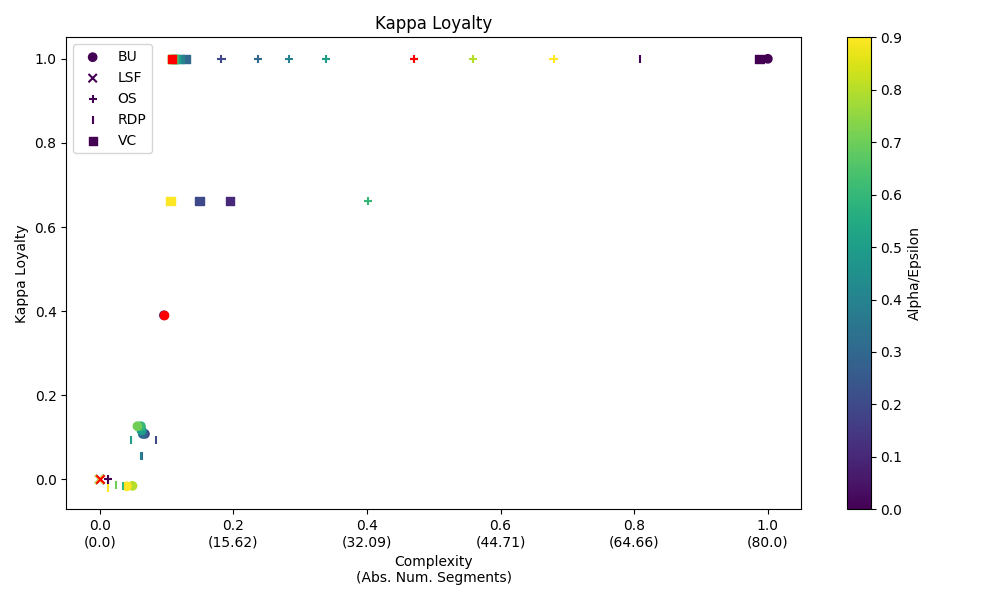 Kappa Loyalty
Kappa Loyalty
1.0
0.8
0.6
0.4
0.2
0.0
BU
LSF
OS
RDP
VC
0.0 0.2 0.4 0.6 0.8 1.0
(0.0) (15.62) (32.09) (44.71) (64.66) (80.0)
Complexity
(Abs. Num. Segments)
0.9
0.8
0.7
0.6
0.5
0.4
0.3
0.2
0.1
0.0
Alpha/Epsilon